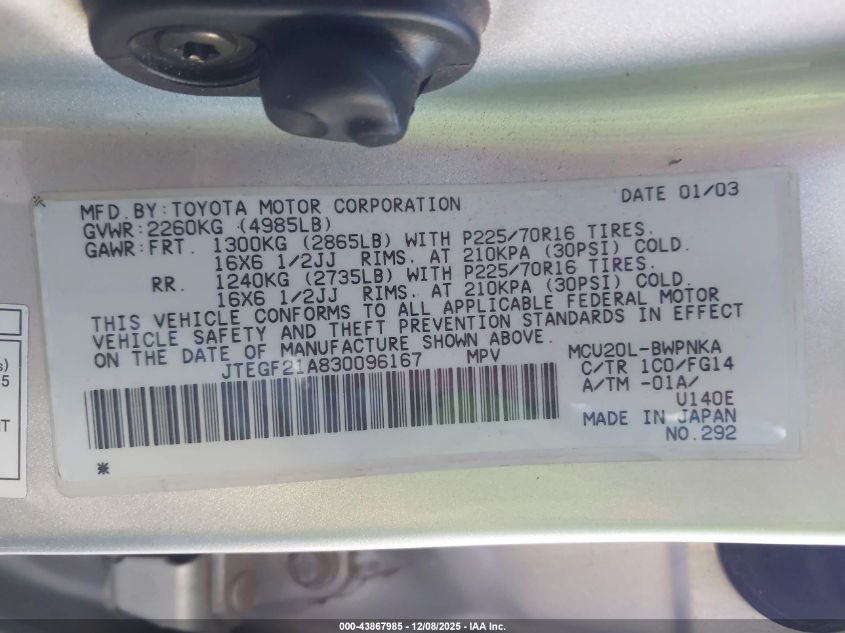 DATE 01/03
MFD.BY:TOYOTA MOTOR CORPORATION
GVWR:2260KG (4985LB)
GAWR:FRT. 1300KG (2865LB) WITH P225/70R16 TIRES.
16X6 1/2JJ RIMS. AT 210KPA (30PSI) COLD.
RR. 1240KG (2735LB) WITH P225/70R16 TIRES.
16X6 1/2JJ RIMS. AT 210KPA (30PSI) COLD.
THIS VEHICLE CONFORMS TO ALL APPLICABLE FEDERAL MOTOR
VEHICLE SAFETY AND THEFT PREVENTION STANDARDS IN EFFECT
ON THE DATE OF MANUFACTURE SHOWN ABOVE.
JTEGF21A830096167 MPV
MCU20L-BWPNKA
C/TR 1C0/FG14
A/TM -01A/
U140E
MADE IN JAPAN
NO.292
000-43867985 • 12/08/2025 • IAA Inc.